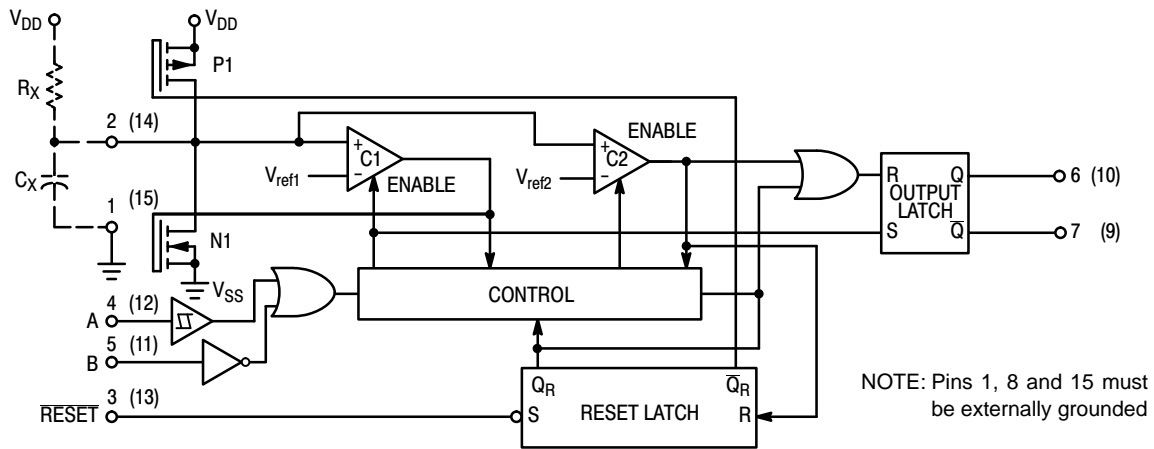 VDD
VDD
P1
RX
2 (14)
ENABLE
+
C1
−
Vref1
ENABLE
+
C2
−
Vref2
R Q
OUTPUT
LATCH
S Q̅
6 (10)
7 (9)
CX
1 (15)
N1
VSS
CONTROL
4 (12)
A
5 (11)
B
3 (13)
R̅E̅S̅E̅T̅
QR Q̅R
S RESET LATCH R
NOTE: Pins 1, 8 and 15 must
be externally grounded